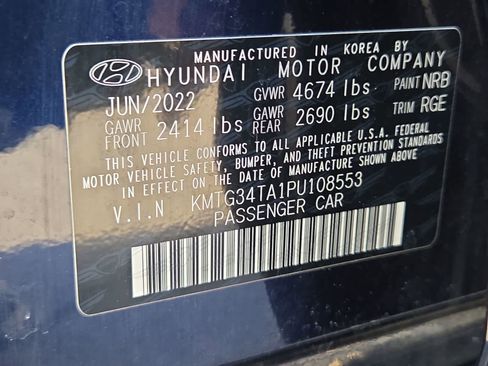 MANUFACTURED IN KOREA BY
HYUNDAI MOTOR COMPANY
JUN/2022 GVWR 4674 lbs PAINT NRB
GAWR FRONT 2414 lbs GAWR REAR 2690 lbs TRIM RGE
THIS VEHICLE CONFORMS TO ALL APPLICABLE U.S.A. FEDERAL
MOTOR VEHICLE SAFETY, BUMPER, AND THEFT PREVENTION STANDARDS
IN EFFECT ON THE DATE OF MANUFACTURE SHOWN ABOVE.
V.I.N KMTG34TA1PU108553
PASSENGER CAR